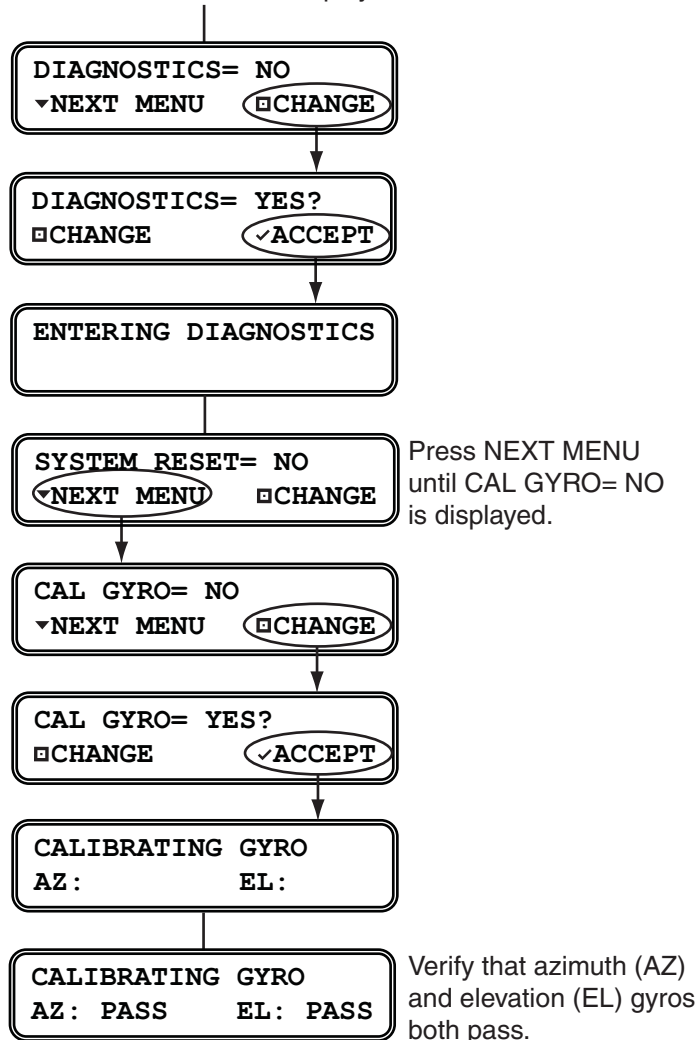 DIAGNOSTICS= NO
▼NEXT MENU ⊡CHANGE
DIAGNOSTICS= YES?
⊡CHANGE ✓ACCEPT
ENTERING DIAGNOSTICS
SYSTEM RESET= NO
▼NEXT MENU ⊡CHANGE
Press NEXT MENU
until CAL GYRO= NO
is displayed.
CAL GYRO= NO
▼NEXT MENU ⊡CHANGE
CAL GYRO= YES?
⊡CHANGE ✓ACCEPT
CALIBRATING GYRO
AZ: EL:
CALIBRATING GYRO
AZ: PASS EL: PASS
Verify that azimuth (AZ)
and elevation (EL) gyros
both pass.